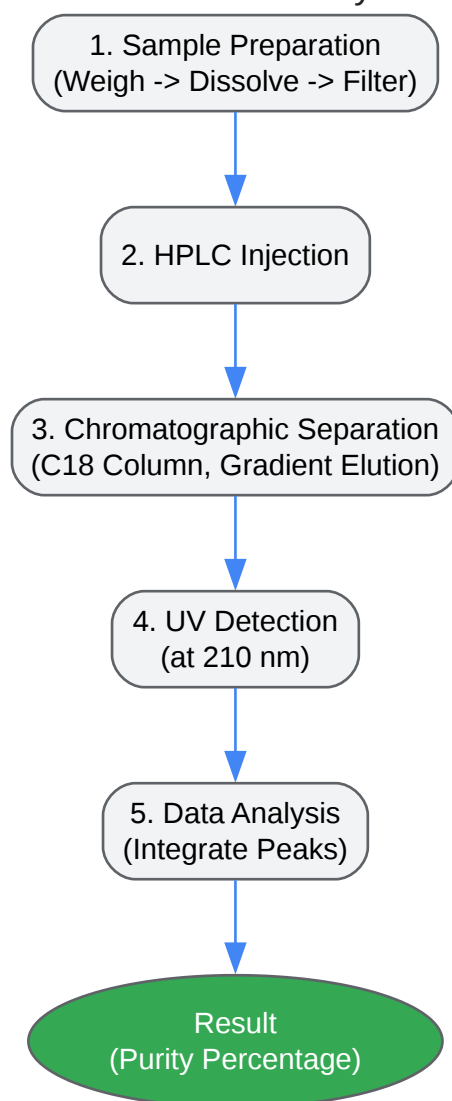 1. Sample Preparation
(Weigh -> Dissolve -> Filter)
2. HPLC Injection
3. Chromatographic Separation
(C18 Column, Gradient Elution)
4. UV Detection
(at 210 nm)
5. Data Analysis
(Integrate Peaks)
Result
(Purity Percentage)